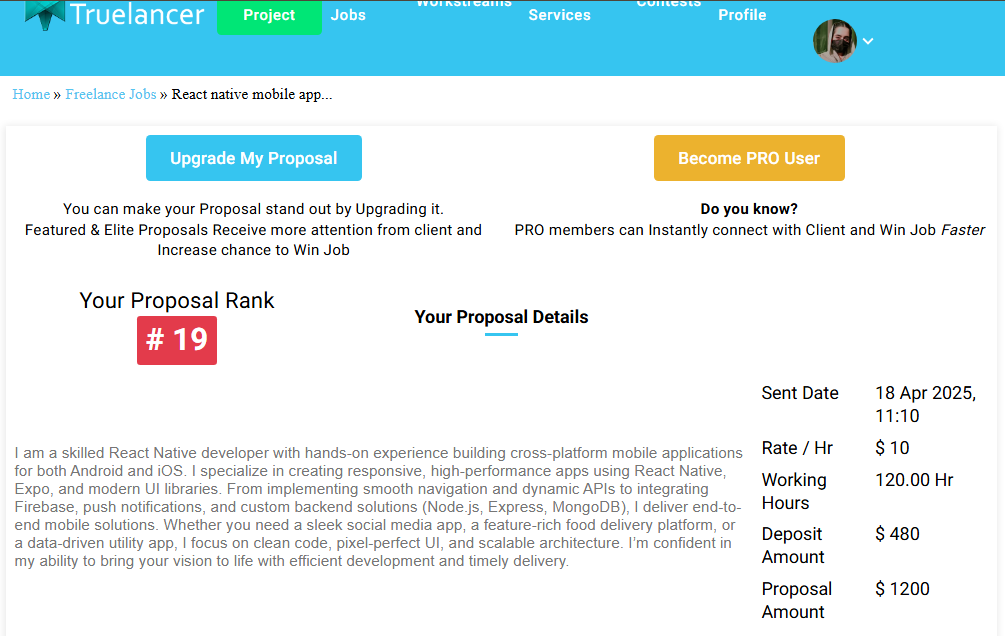 Truelancer
Project
Jobs
Workstreams
Services
Contests
Profile
Home » Freelance Jobs » React native mobile app...
Upgrade My Proposal
Become PRO User
You can make your Proposal stand out by Upgrading it.
Featured & Elite Proposals Receive more attention from client and
Increase chance to Win Job
Do you know?
PRO members can Instantly connect with Client and Win Job Faster
Your Proposal Rank
# 19
Your Proposal Details
I am a skilled React Native developer with hands-on experience building cross-platform mobile applications
for both Android and iOS. I specialize in creating responsive, high-performance apps using React Native,
Expo, and modern UI libraries. From implementing smooth navigation and dynamic APIs to integrating
Firebase, push notifications, and custom backend solutions (Node.js, Express, MongoDB), I deliver end-to-
end mobile solutions. Whether you need a sleek social media app, a feature-rich food delivery platform, or
a data-driven utility app, I focus on clean code, pixel-perfect UI, and scalable architecture. I'm confident in
my ability to bring your vision to life with efficient development and timely delivery.
Sent Date 18 Apr 2025,
11:10
Rate / Hr $ 10
Working 120.00 Hr
Hours
Deposit $ 480
Amount
Proposal $ 1200
Amount